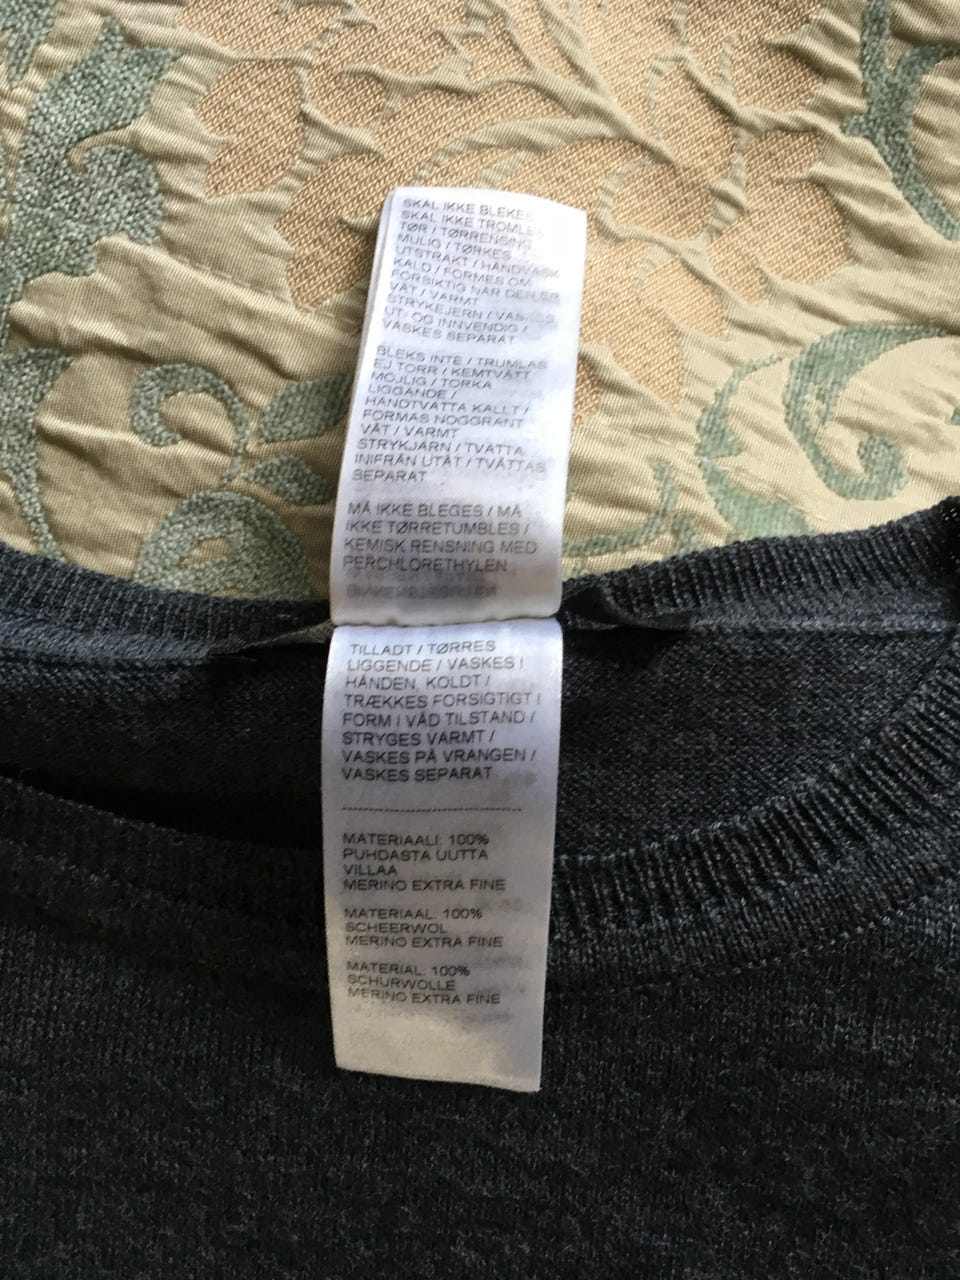 SKAL IKKE BLEKES
SKAL IKKE TROMLES
TØR / TØRRENSING
MULIG / TØRKES
UTSTRAKT / HÅNDVASK
KALD / FORMES OM
FORSIKTIG NÅR DEN ER
VÅT / VARMT
STRYKEJERN / VASKES
UT- OG INNVENDIG /
VASKES SEPARAT
BLEKS INTE / TRUMLAS
EJ TORR / KEMTVÄTT
MÖJLIG / TORKA
LIGGANDE /
HANDTVÄTTA KALLT /
FORMAS NOGGRANT
VÅT / VARMT
STRYKJÄRN / TVÄTTA
INIFRÅN UTÅT / TVÄTTAS
SEPARAT
MÅ IKKE BLEGES / MÅ
IKKE TØRRETUMBLES /
KEMISK RENSNING MED
PERCHLORETHYLEN
TILLADT / TØRRES
LIGGENDE / VASKES I
HÅNDEN, KOLDT /
TRÆKKES FORSIGTIGT I
FORM I VÅD TILSTAND /
STRYGES VARMT /
VASKES PÅ VRANGEN /
VASKES SEPARAT
MATERIAALI: 100%
PUHDASTA UUTTA
VILLAA
MERINO EXTRA FINE
MATERIAAL: 100%
SCHEERWOL
MERINO EXTRA FINE
MATERIAL: 100%
SCHURWOLLE
MERINO EXTRA FINE